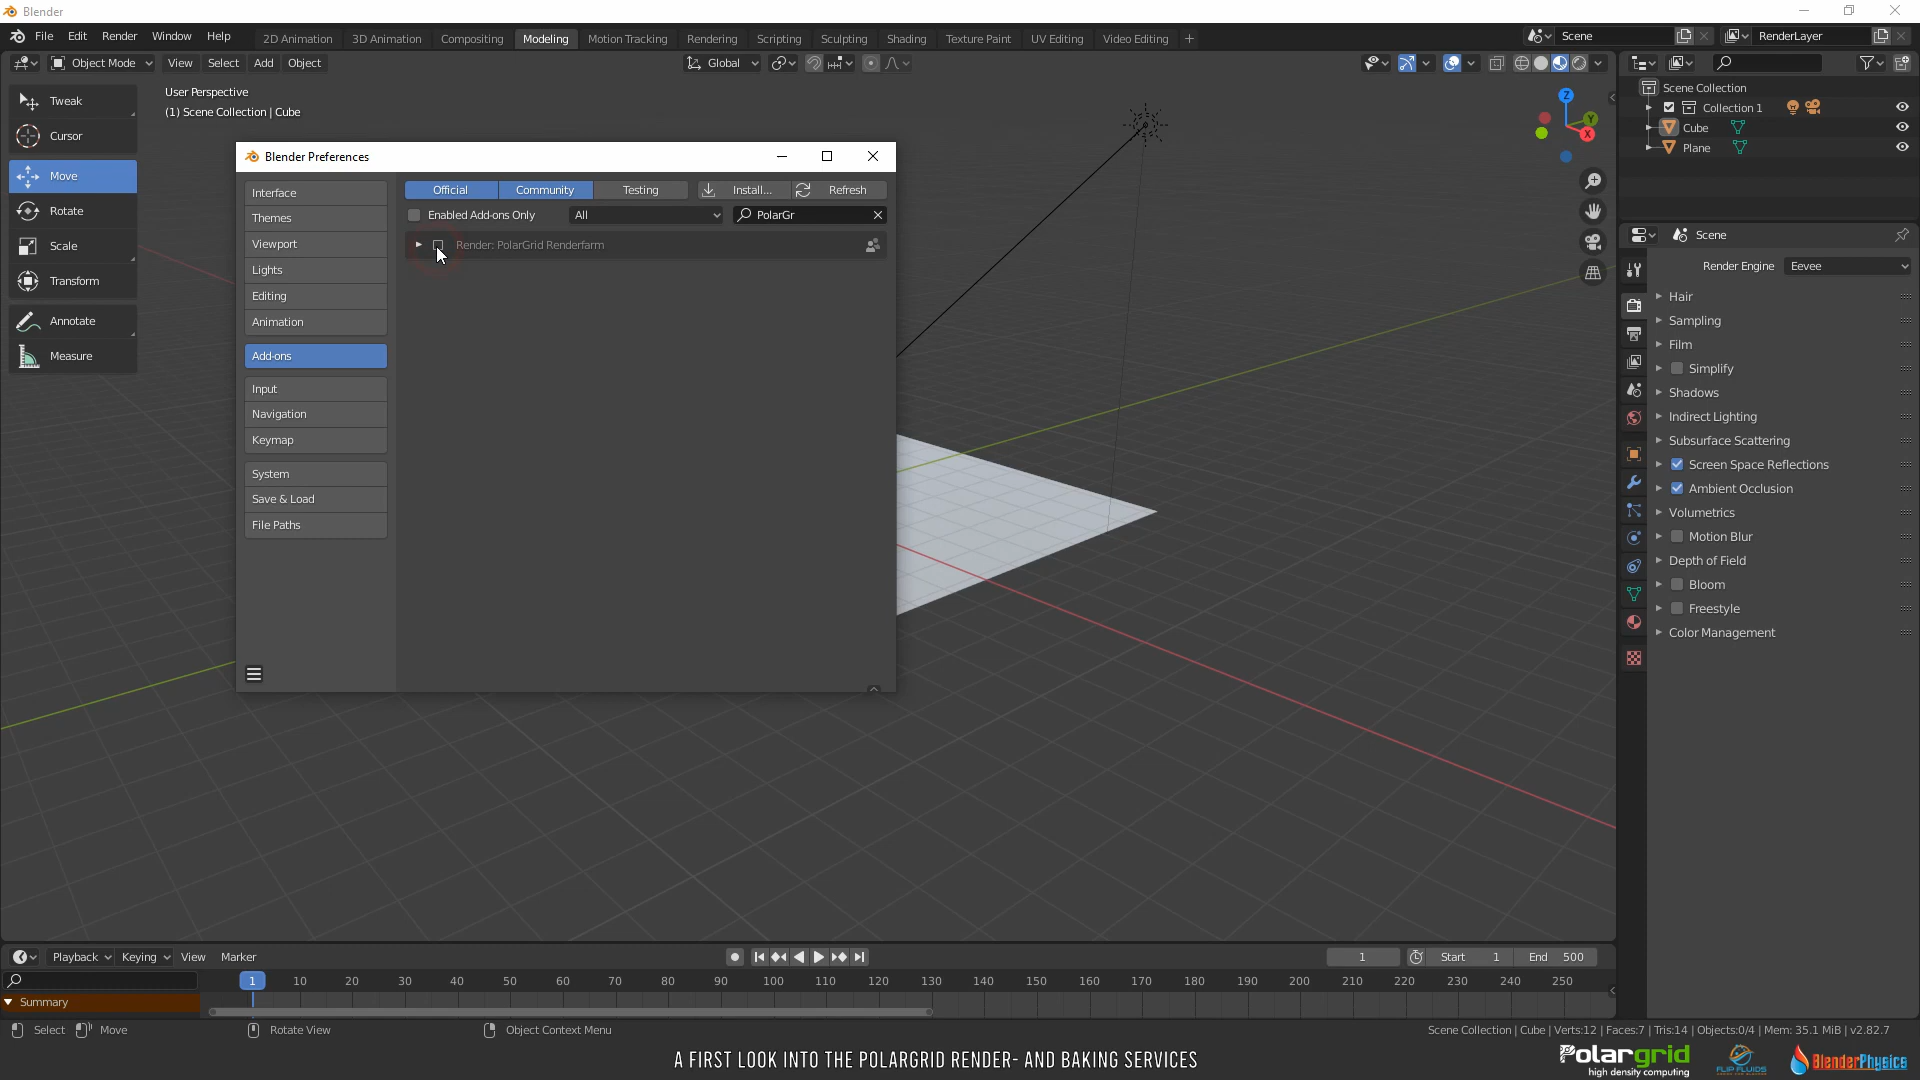 Blender
File Edit Render Window Help
2D Animation 3D Animation Compositing Modeling Motion Tracking Rendering Scripting Sculpting Shading Texture Paint UV Editing Video Editing
Scene RenderLayer
Object Mode View Select Add Object
Global
User Perspective
(1) Scene Collection | Cube
Tweak
Cursor
Move
Rotate
Scale
Transform
Annotate
Measure
Blender Preferences
Interface
Themes
Viewport
Lights
Editing
Animation
Add-ons
Input
Navigation
Keymap
System
Save & Load
File Paths
Official Community Testing Install... Refresh
Enabled Add-ons Only All PolarGr
Render: PolarGrid Renderfarm
Z
Y
X
Scene Collection
Collection 1
Cube
Plane
Scene
Render Engine Eevee
Hair
Sampling
Film
Simplify
Shadows
Indirect Lighting
Subsurface Scattering
Screen Space Reflections
Ambient Occlusion
Volumetrics
Motion Blur
Depth of Field
Bloom
Freestyle
Color Management
Playback Keying View Marker
1 Start 1 End 500
1 10 20 30 40 50 60 70 80 90 100 110 120 130 140 150 160 170 180 190 200 210 220 230 240 250
Summary
Select Move Rotate View Object Context Menu
Scene Collection | Cube | Verts:12 | Faces:7 | Tris:14 | Objects:0/4 | Mem: 35.1 MiB | v2.82.7
A FIRST LOOK INTO THE POLARGRID RENDER- AND BAKING SERVICES
Polargrid
high density computing
FLIP FLUIDS
BlenderPhysics